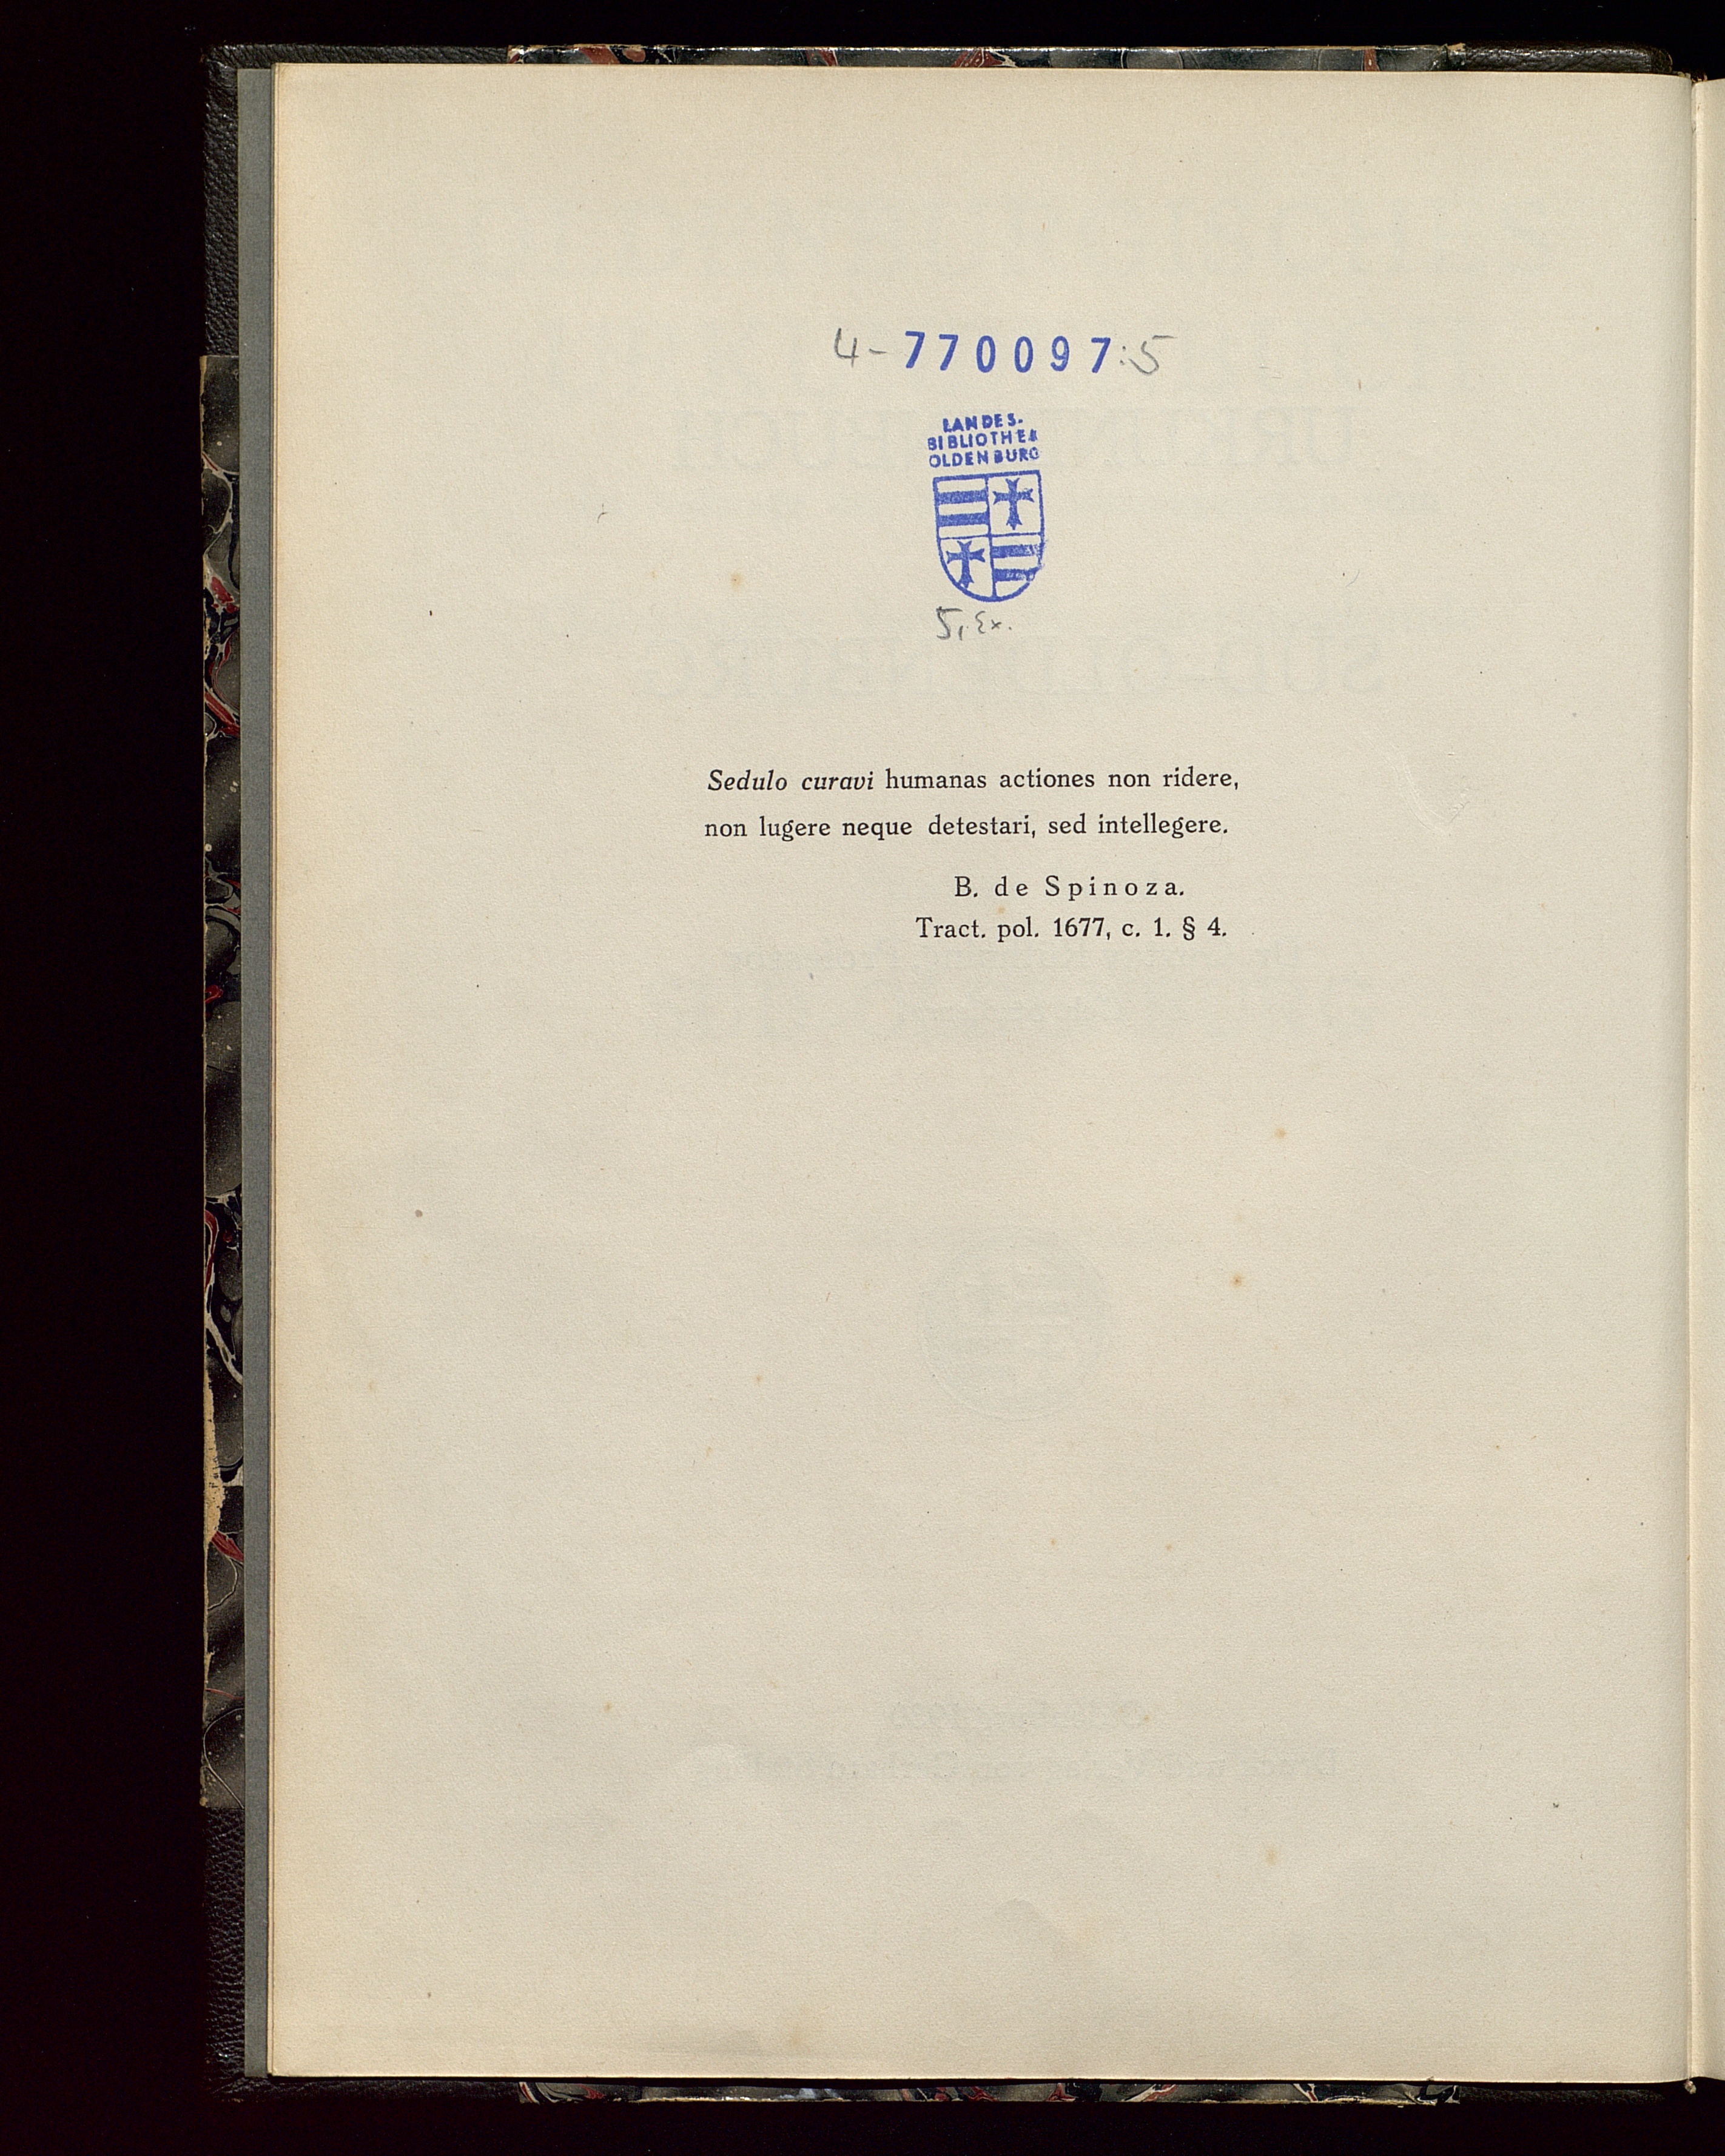 4-770097:5
LANDES-
BIBLIOTHEK
OLDENBURG
5, Ex.
Sedulo curavi humanas actiones non ridere,
non lugere neque detestari, sed intellegere.
B. de Spinoza.
Tract. pol. 1677, c. 1. § 4.